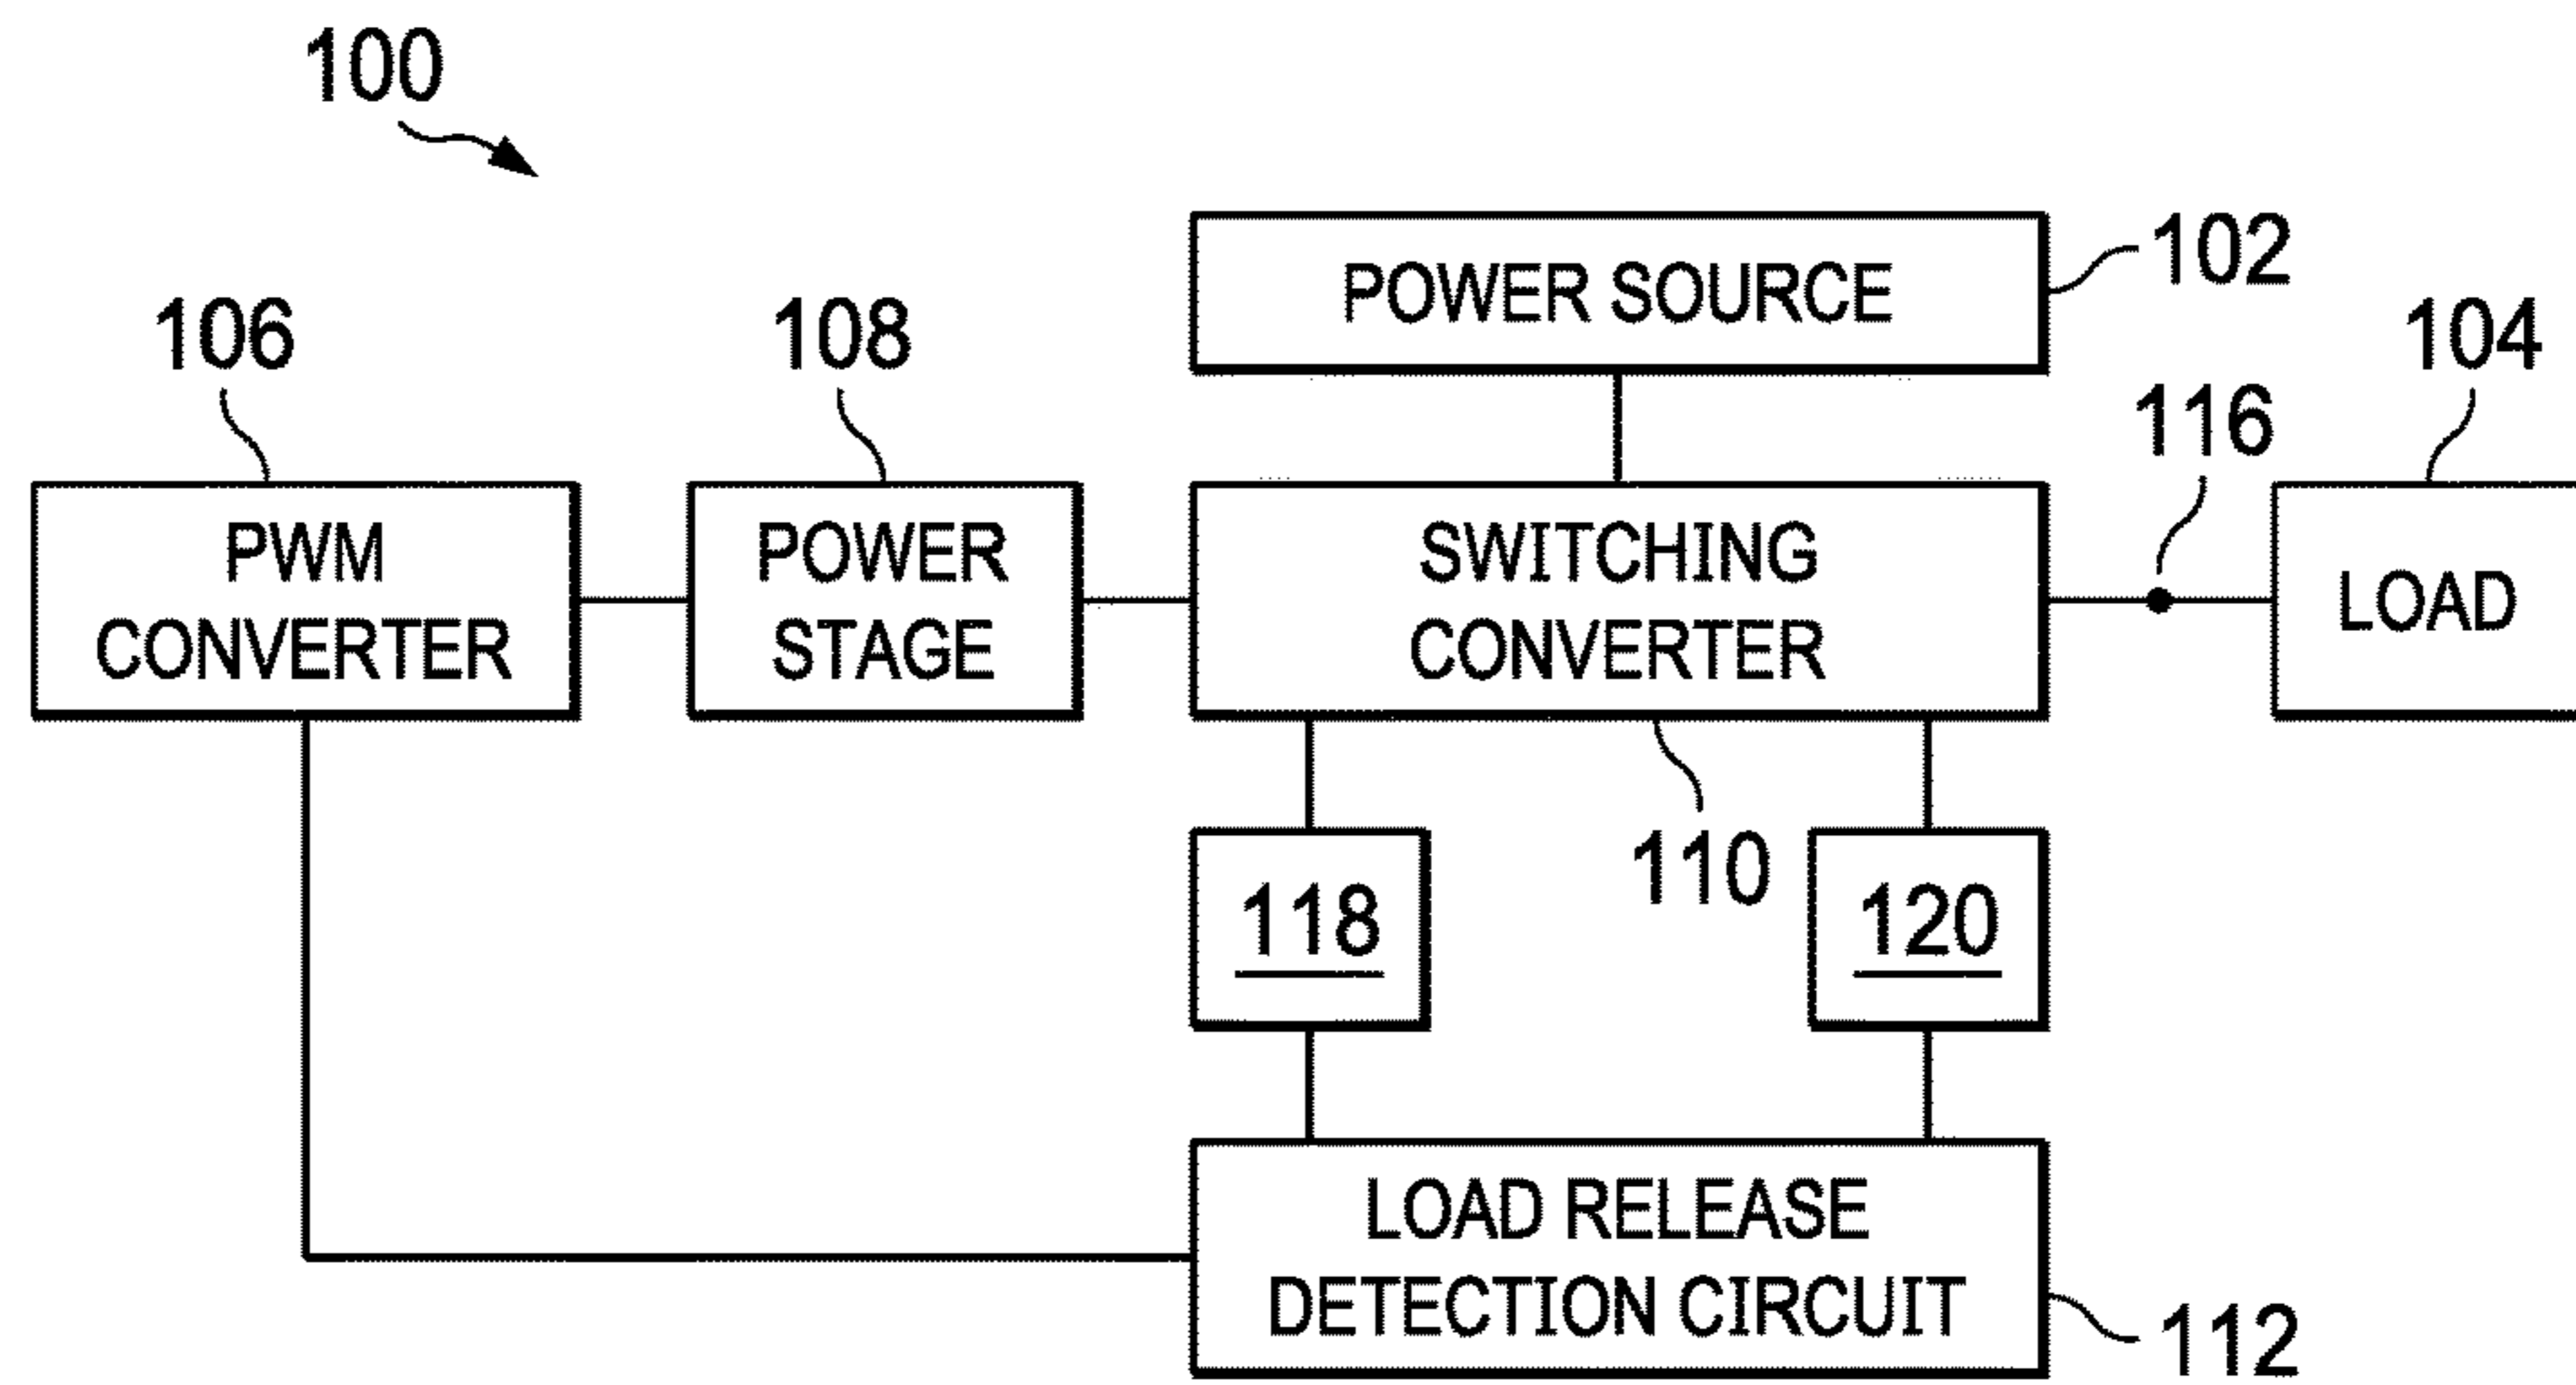 100
POWER SOURCE
102
106
108
104
116
PWM
CONVERTER
POWER
STAGE
SWITCHING
CONVERTER
LOAD
118
110
120
LOAD RELEASE
DETECTION CIRCUIT
112